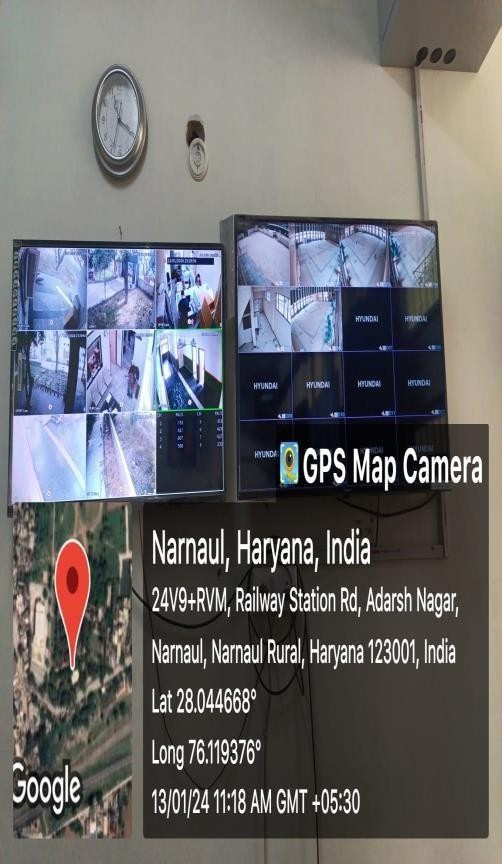 HYUNDAI
HYUNDAI
HYUNDAI
HYUNDAI
HYUNDAI
HYUNDAI
HYUNDAI
GPS Map Camera
Narnaul, Haryana, India
24V9+RVM, Railway Station Rd, Adarsh Nagar,
Narnaul, Narnaul Rural, Haryana 123001, India
Lat 28.044668°
Long 76.119376°
13/01/24 11:18 AM GMT +05:30
Google